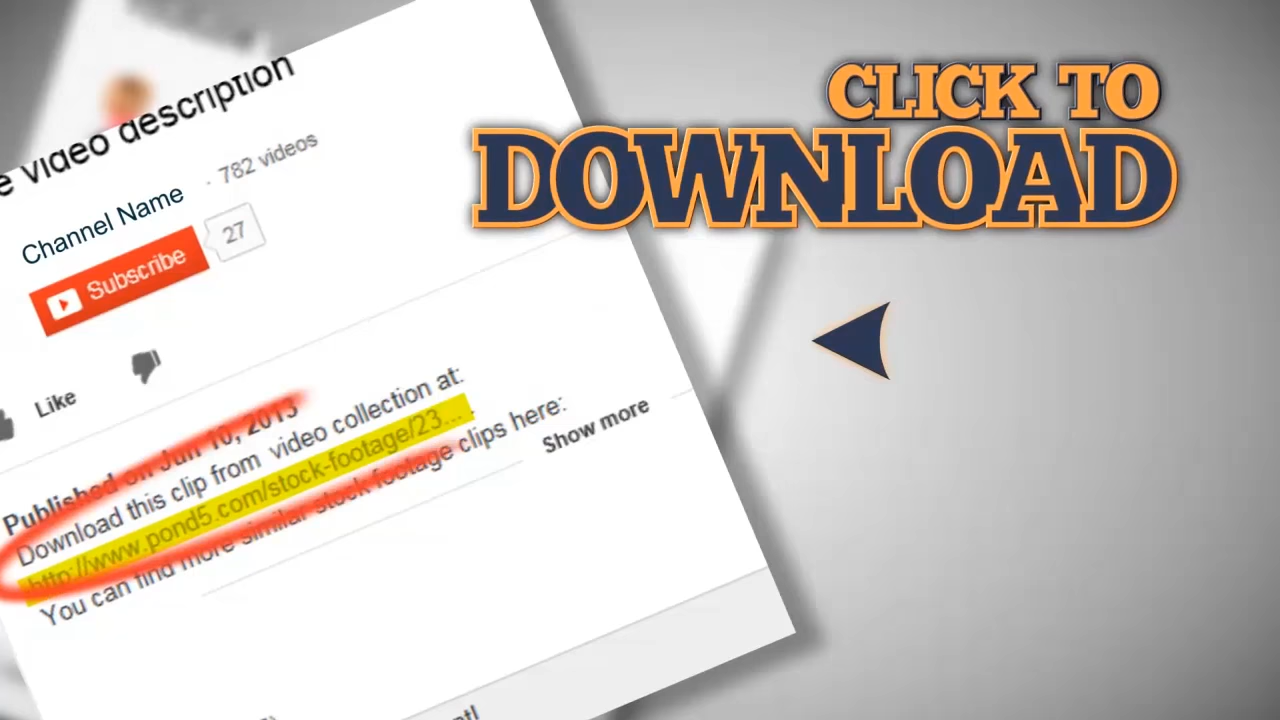 CLICK TO
DOWNLOAD
e video description
Channel Name · 782 videos
Subscribe 27
Like
Published on Jun 10, 2013
Download this clip from video collection at:
http://www.pond5.com/stock-footage/23... .
You can find more similar stock footage clips here:
Show more